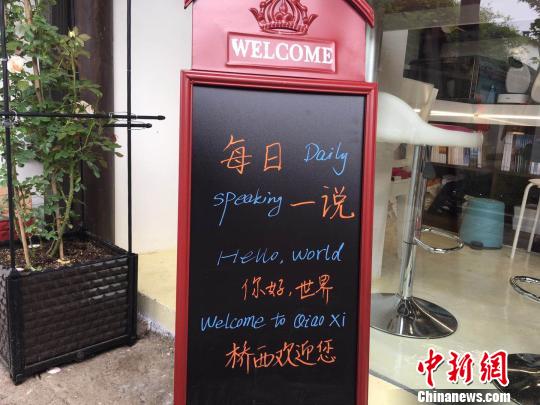 WELCOME
每日 Daily
speaking 一说
Hello, world
你好,世界
Welcome to Qiao Xi
桥西欢迎您
中新网
Chinanews.com